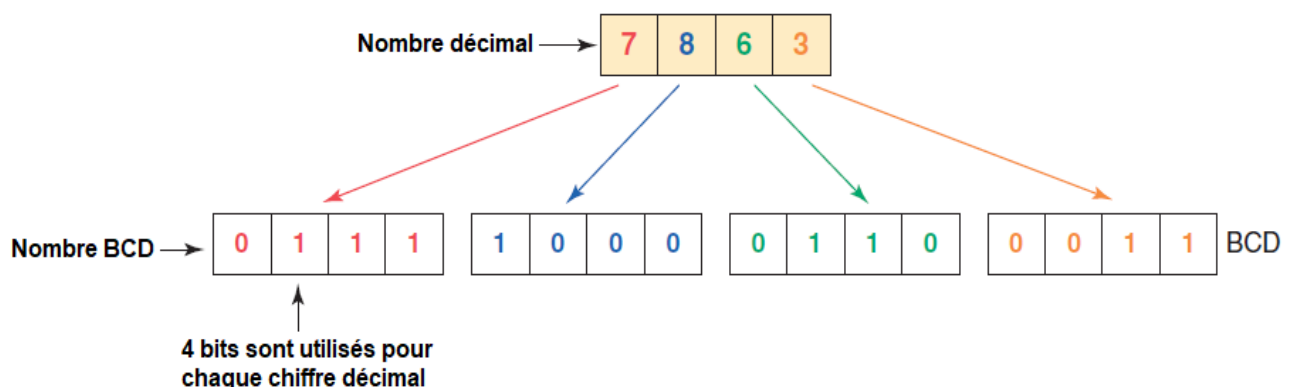 Nombre décimal 7 8 6 3
Nombre BCD 0 1 1 1 1 0 0 0 0 1 1 0 0 0 1 1 BCD
4 bits sont utilisés pour
chaque chiffre décimal